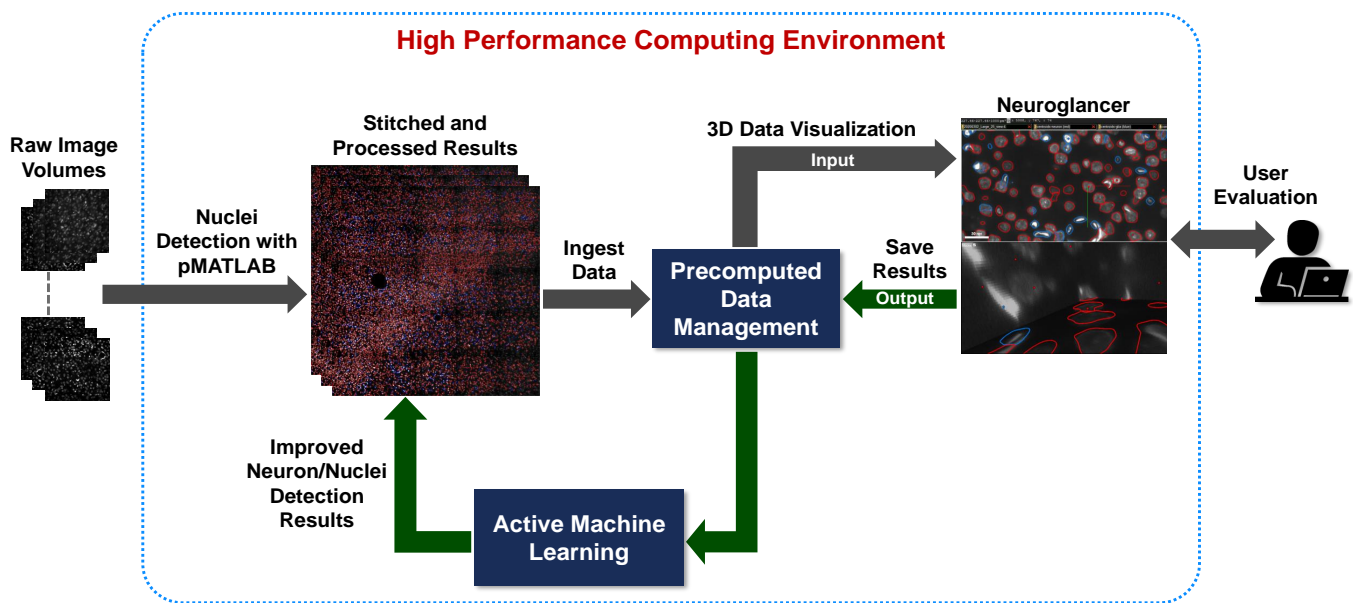 High Performance Computing Environment
Raw Image
Volumes
Nuclei
Detection with
pMATLAB
Stitched and
Processed Results
Ingest
Data
Precomputed
Data
Management
3D Data Visualization
Input
Neuroglancer
Save
Results
Output
User
Evaluation
Improved
Neuron/Nuclei
Detection
Results
Active Machine
Learning